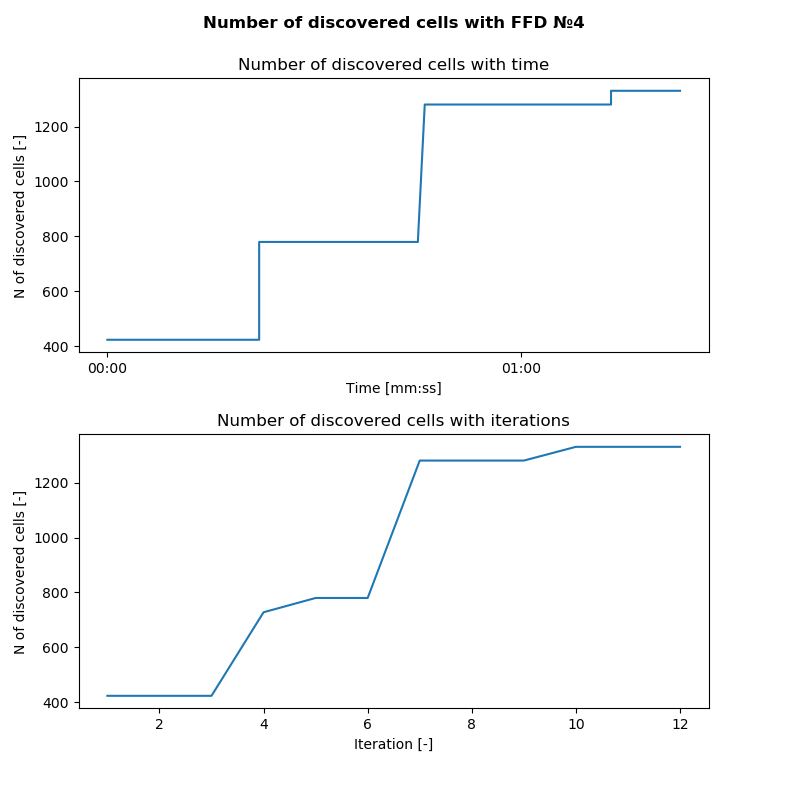 Number of discovered cells with FFD №4
Number of discovered cells with time
N of discovered cells [-]
1200
1000
800
600
400
00:00 01:00
Time [mm:ss]
Number of discovered cells with iterations
N of discovered cells [-]
1200
1000
800
600
400
2 4 6 8 10 12
Iteration [-]